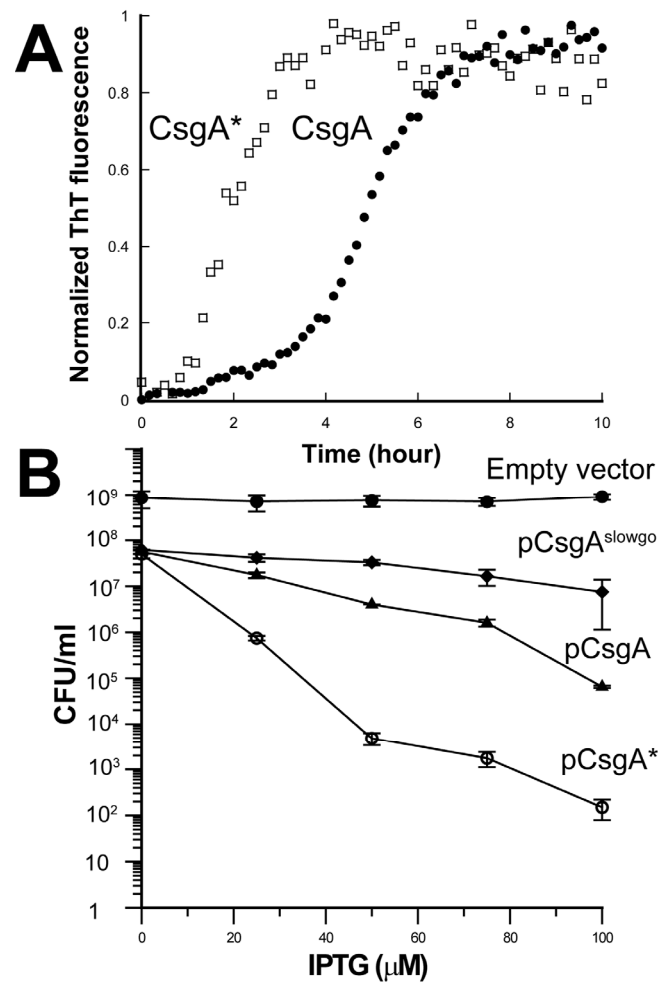 A
Normalized ThT fluorescence
1
0.8
0.6
0.4
0.2
0
CsgA*
CsgA
0 2 4 6 8 10
Time (hour)
B
CFU/ml
10⁹
10⁸
10⁷
10⁶
10⁵
10⁴
10³
10²
10
1
Empty vector
pCsgAˢˡᵒʷᵍᵒ
pCsgA
pCsgA*
0 20 40 60 80 100
IPTG (μM)